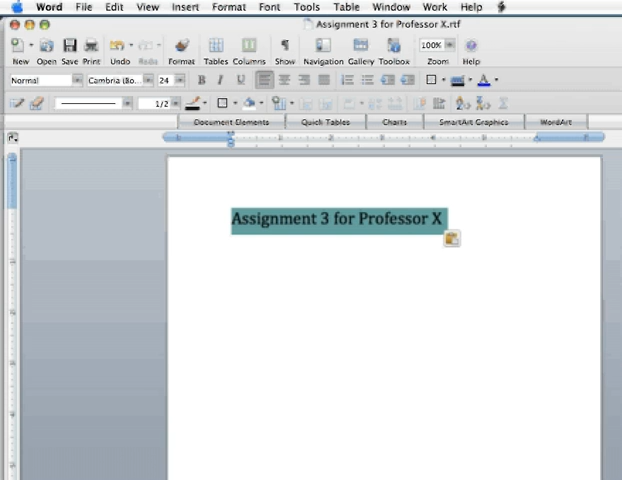 Word File Edit View Insert Format Font Tools Table Window Work Help
Assignment 3 for Professor X.rtf
New Open Save Print Undo Redo Format Tables Columns Show Navigation Gallery Toolbox Zoom Help
100%
Normal Cambria (Bo... 24 B I U
1/2
Document Elements Quick Tables Charts SmartArt Graphics WordArt
Assignment 3 for Professor X